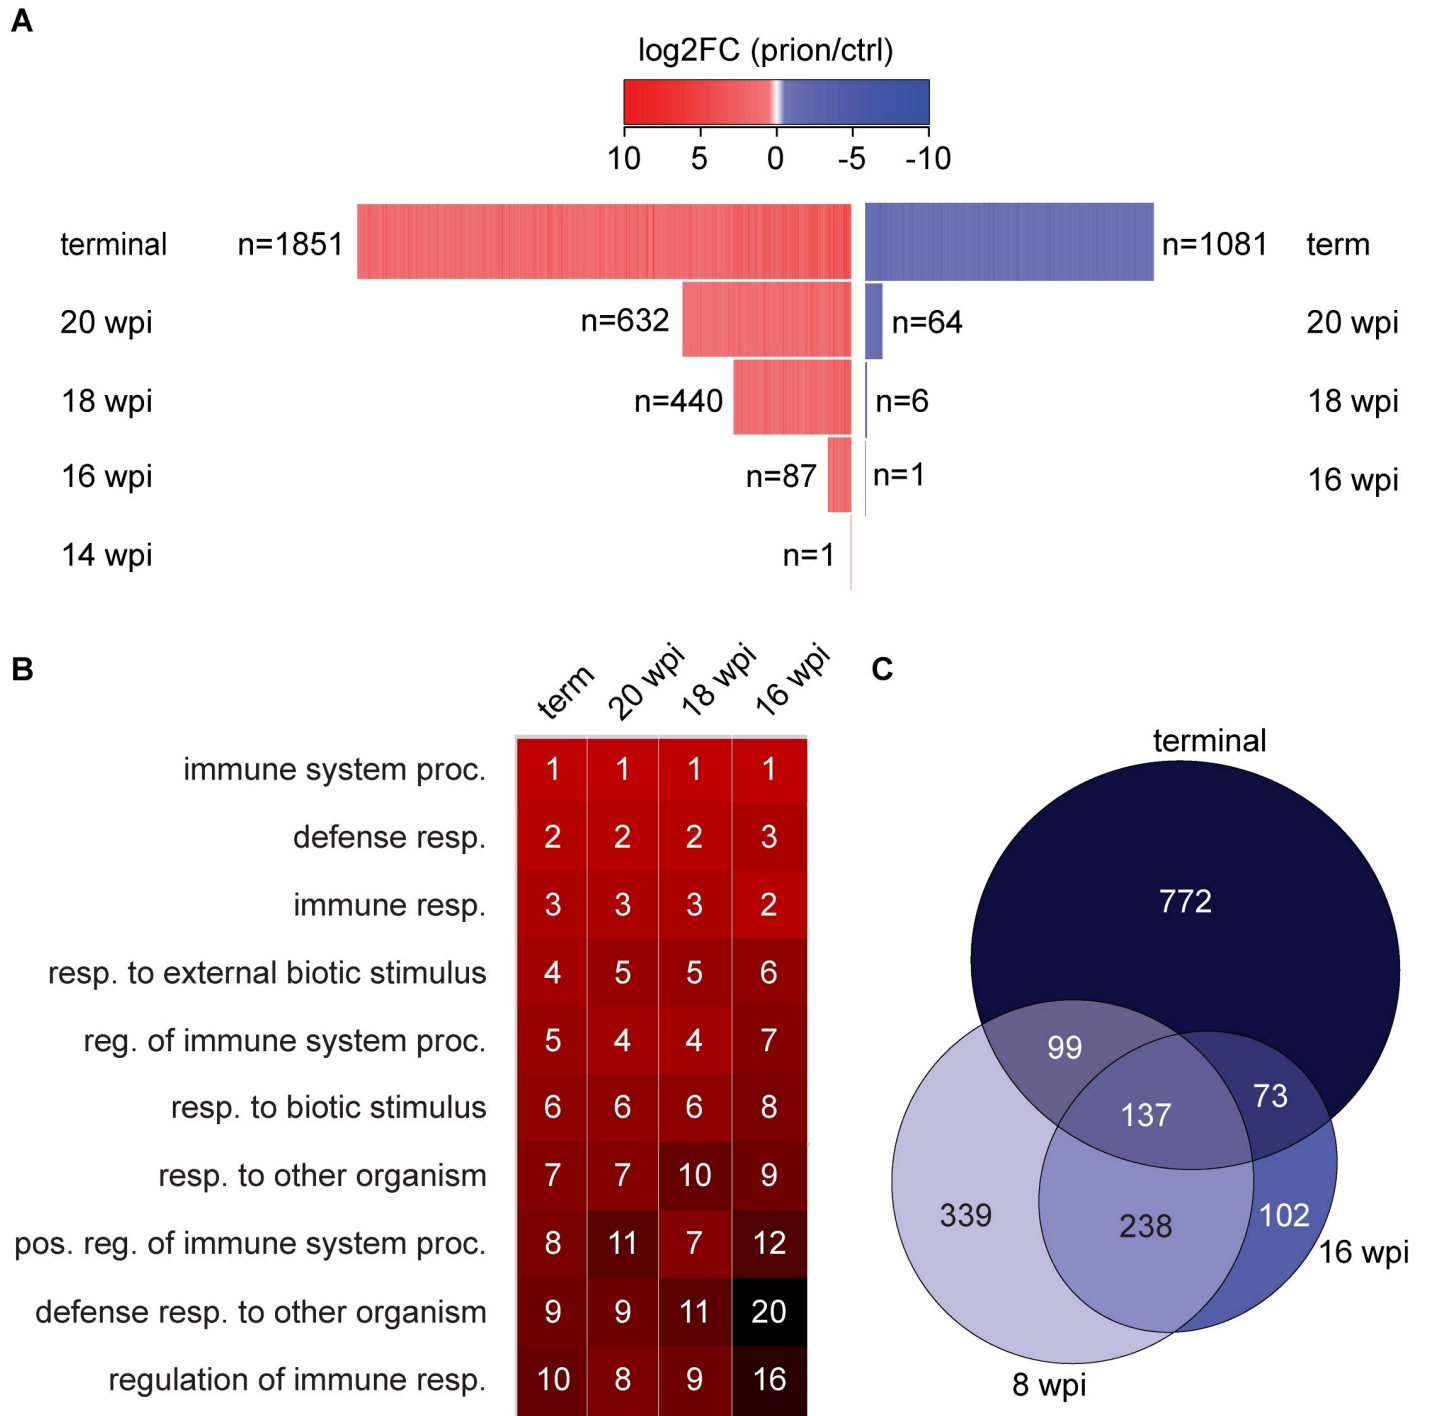 A
log2FC (prion/ctrl)
10 5 0 -5 -10
terminal n=1851 n=1081 term
20 wpi n=632 n=64 20 wpi
18 wpi n=440 n=6 18 wpi
16 wpi n=87 n=1 16 wpi
14 wpi n=1
B
term 20 wpi 18 wpi 16 wpi
immune system proc. 1 1 1 1
defense resp. 2 2 2 3
immune resp. 3 3 3 2
resp. to external biotic stimulus 4 5 5 6
reg. of immune system proc. 5 4 4 7
resp. to biotic stimulus 6 6 6 8
resp. to other organism 7 7 10 9
pos. reg. of immune system proc. 8 11 7 12
defense resp. to other organism 9 9 11 20
regulation of immune resp. 10 8 9 16
C
terminal
772
99
73
137
339
238
102
16 wpi
8 wpi